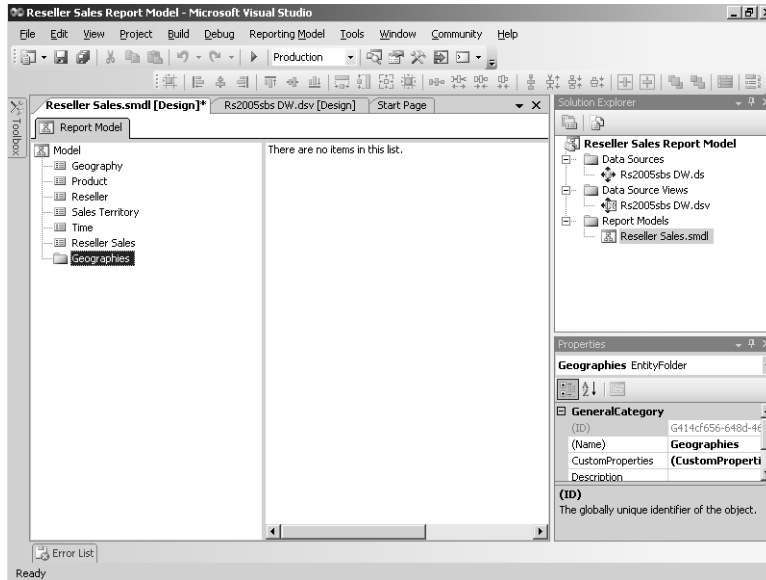 Reseller Sales Report Model - Microsoft Visual Studio
File Edit View Project Build Debug Reporting Model Tools Window Community Help
Production
Toolbox
Reseller Sales.smdl [Design]* Rs2005sbs DW.dsv [Design] Start Page
Report Model
Model
Geography
Product
Reseller
Sales Territory
Time
Reseller Sales
Geographies
There are no items in this list.
Solution Explorer
Reseller Sales Report Model
Data Sources
Rs2005sbs DW.ds
Data Source Views
Rs2005sbs DW.dsv
Report Models
Reseller Sales.smdl
Properties
Geographies EntityFolder
GeneralCategory
(ID) G414cf656-648d-46
(Name) Geographies
CustomProperties (CustomProperti
Description
(ID)
The globally unique identifier of the object.
Error List
Ready